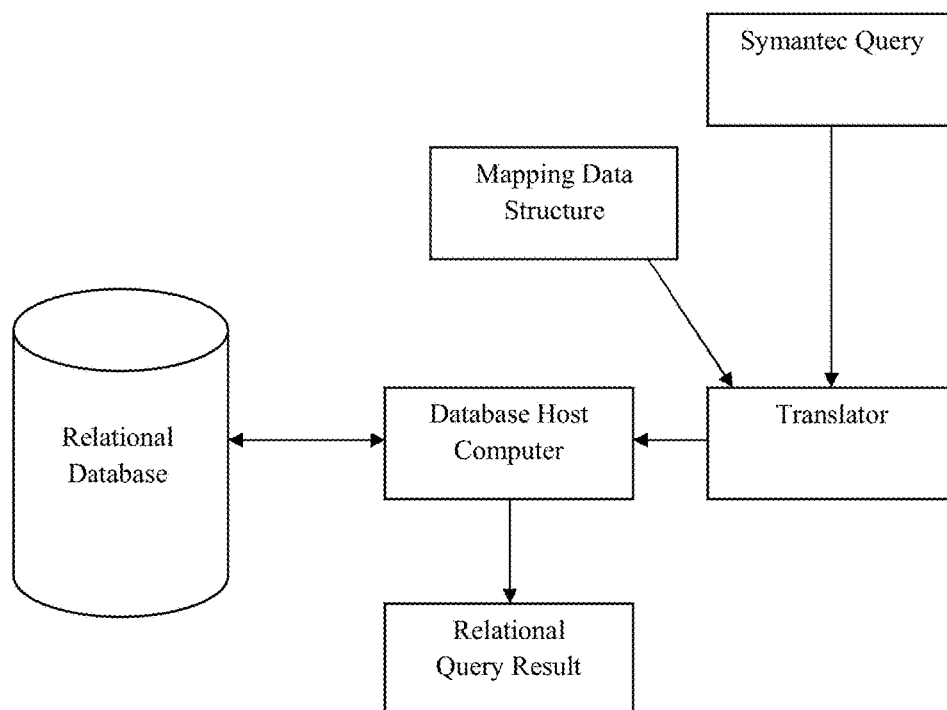 Symantec Query
Mapping Data
Structure
Relational
Database
Database Host
Computer
Translator
Relational
Query Result